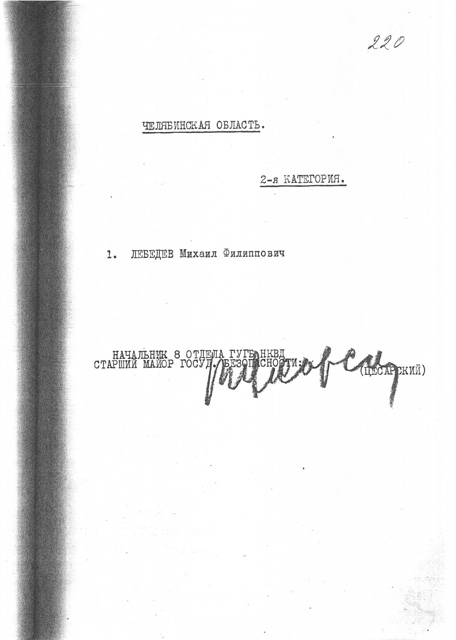 220
ЧЕЛЯБИНСКАЯ ОБЛАСТЬ.
2-я КАТЕГОРИЯ.
1. ЛЕБЕДЕВ Михаил Филиппович
НАЧАЛЬНИК 8 ОТДЕЛА ГУГБ НКВД
СТАРШИЙ МАЙОР ГОСУД. БЕЗОПАСНОСТИ:
(ЦЕСАРСКИЙ)